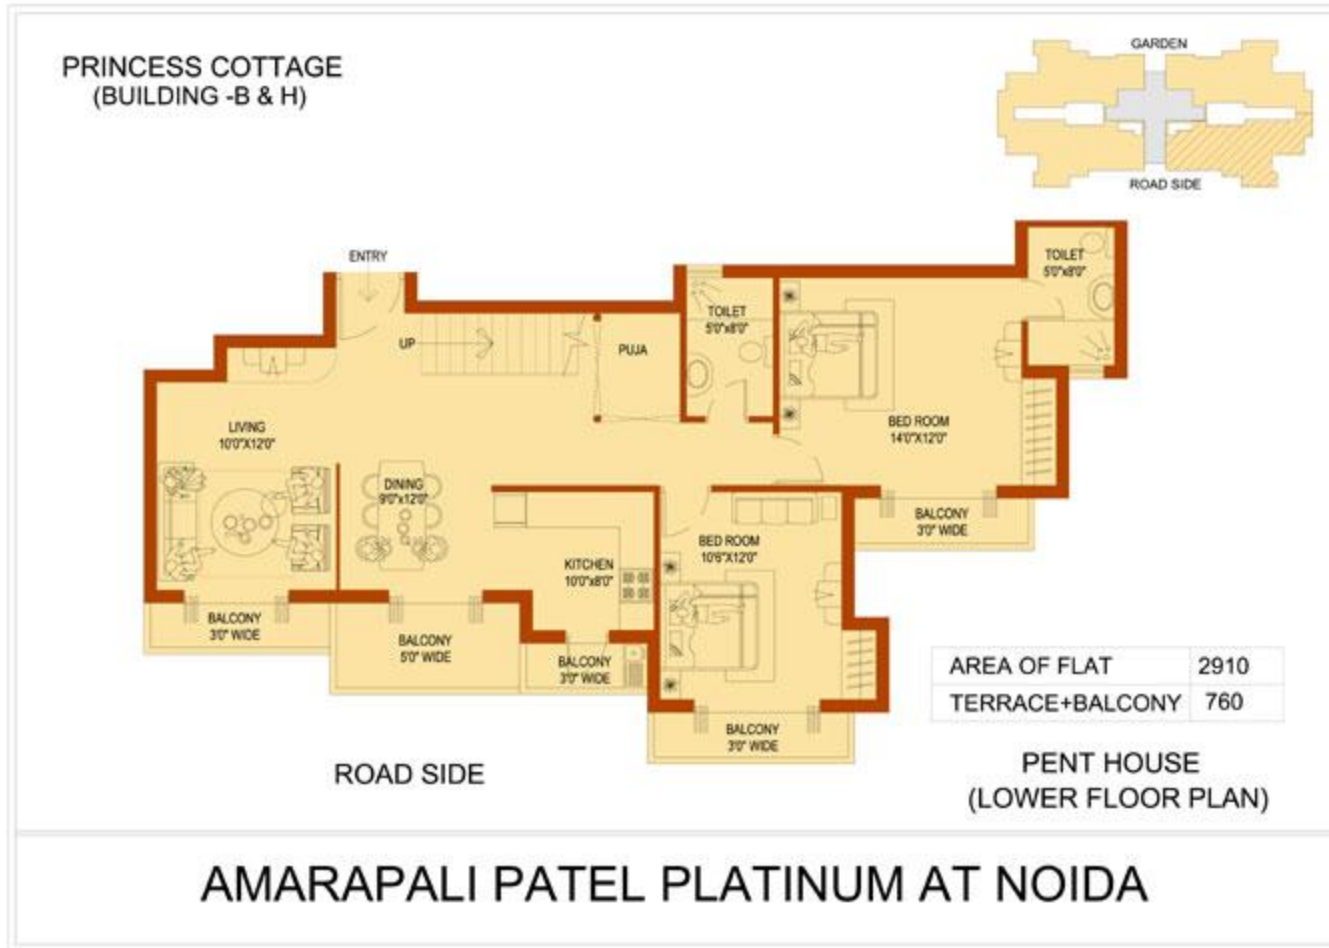 PRINCESS COTTAGE
(BUILDING -B & H)
GARDEN
ROAD SIDE
ENTRY
UP
PUJA
TOILET
5'0"x8'0"
TOILET
5'0"x8'0"
LIVING
10'0"X12'0"
BED ROOM
14'0"X12'0"
DINING
9'0"x12'0"
BALCONY
3'0" WIDE
BED ROOM
10'6"X12'0"
KITCHEN
10'0"x8'0"
BALCONY
3'0" WIDE
BALCONY
5'0" WIDE
BALCONY
3'0" WIDE
BALCONY
3'0" WIDE
AREA OF FLAT 2910
TERRACE+BALCONY 760
ROAD SIDE
PENT HOUSE
(LOWER FLOOR PLAN)
AMARAPALI PATEL PLATINUM AT NOIDA